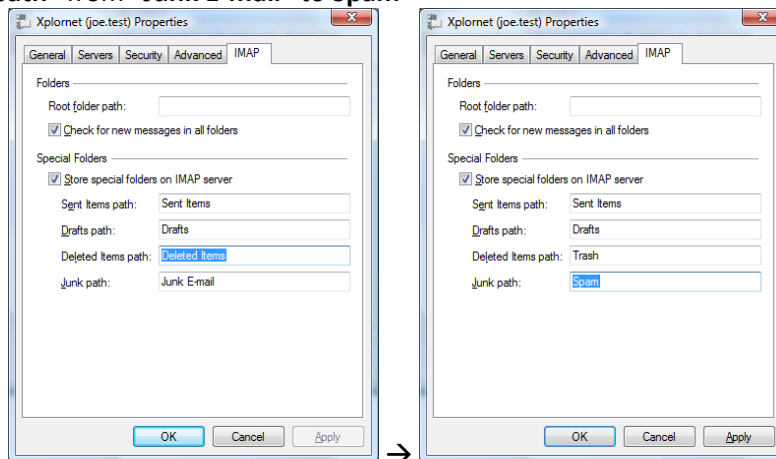 "Junk E-mail" to Spam
Xplornet (joe.test) Properties
General Servers Security Advanced IMAP
Folders
Root folder path:
Check for new messages in all folders
Special Folders
Store special folders on IMAP server
Sent Items path: Sent Items
Drafts path: Drafts
Deleted Items path: Deleted Items
Junk path: Junk E-mail
OK Cancel Apply
→
Xplornet (joe.test) Properties
General Servers Security Advanced IMAP
Folders
Root folder path:
Check for new messages in all folders
Special Folders
Store special folders on IMAP server
Sent Items path: Sent Items
Drafts path: Drafts
Deleted Items path: Trash
Junk path: Spam
OK Cancel Apply